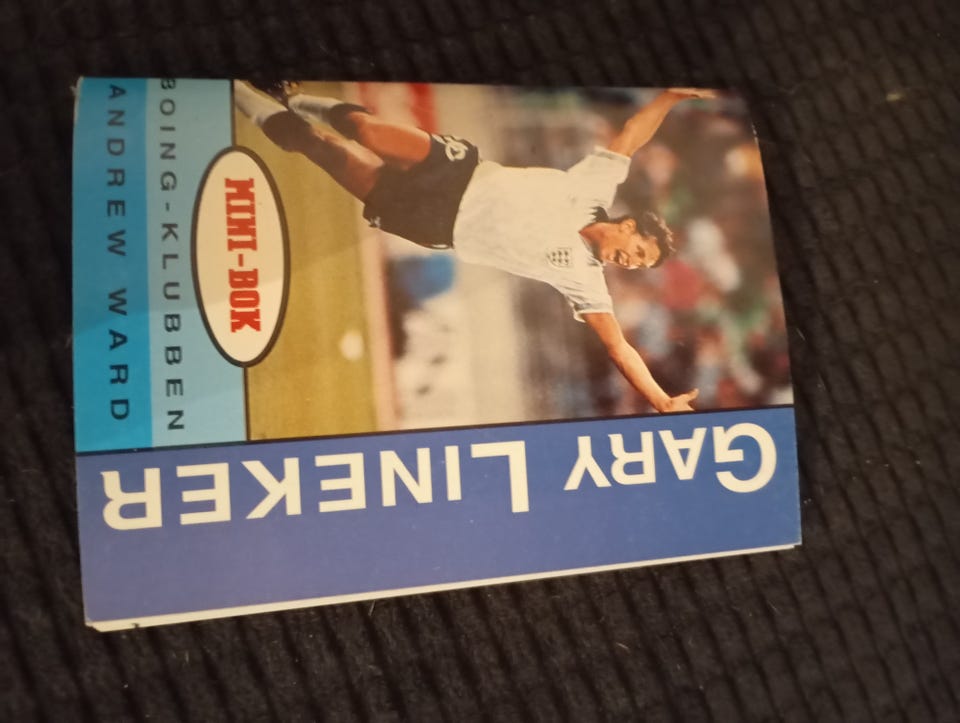 GARY LINEKER
MINI-BOK
BOING-KLUBBEN
ANDREW WARD